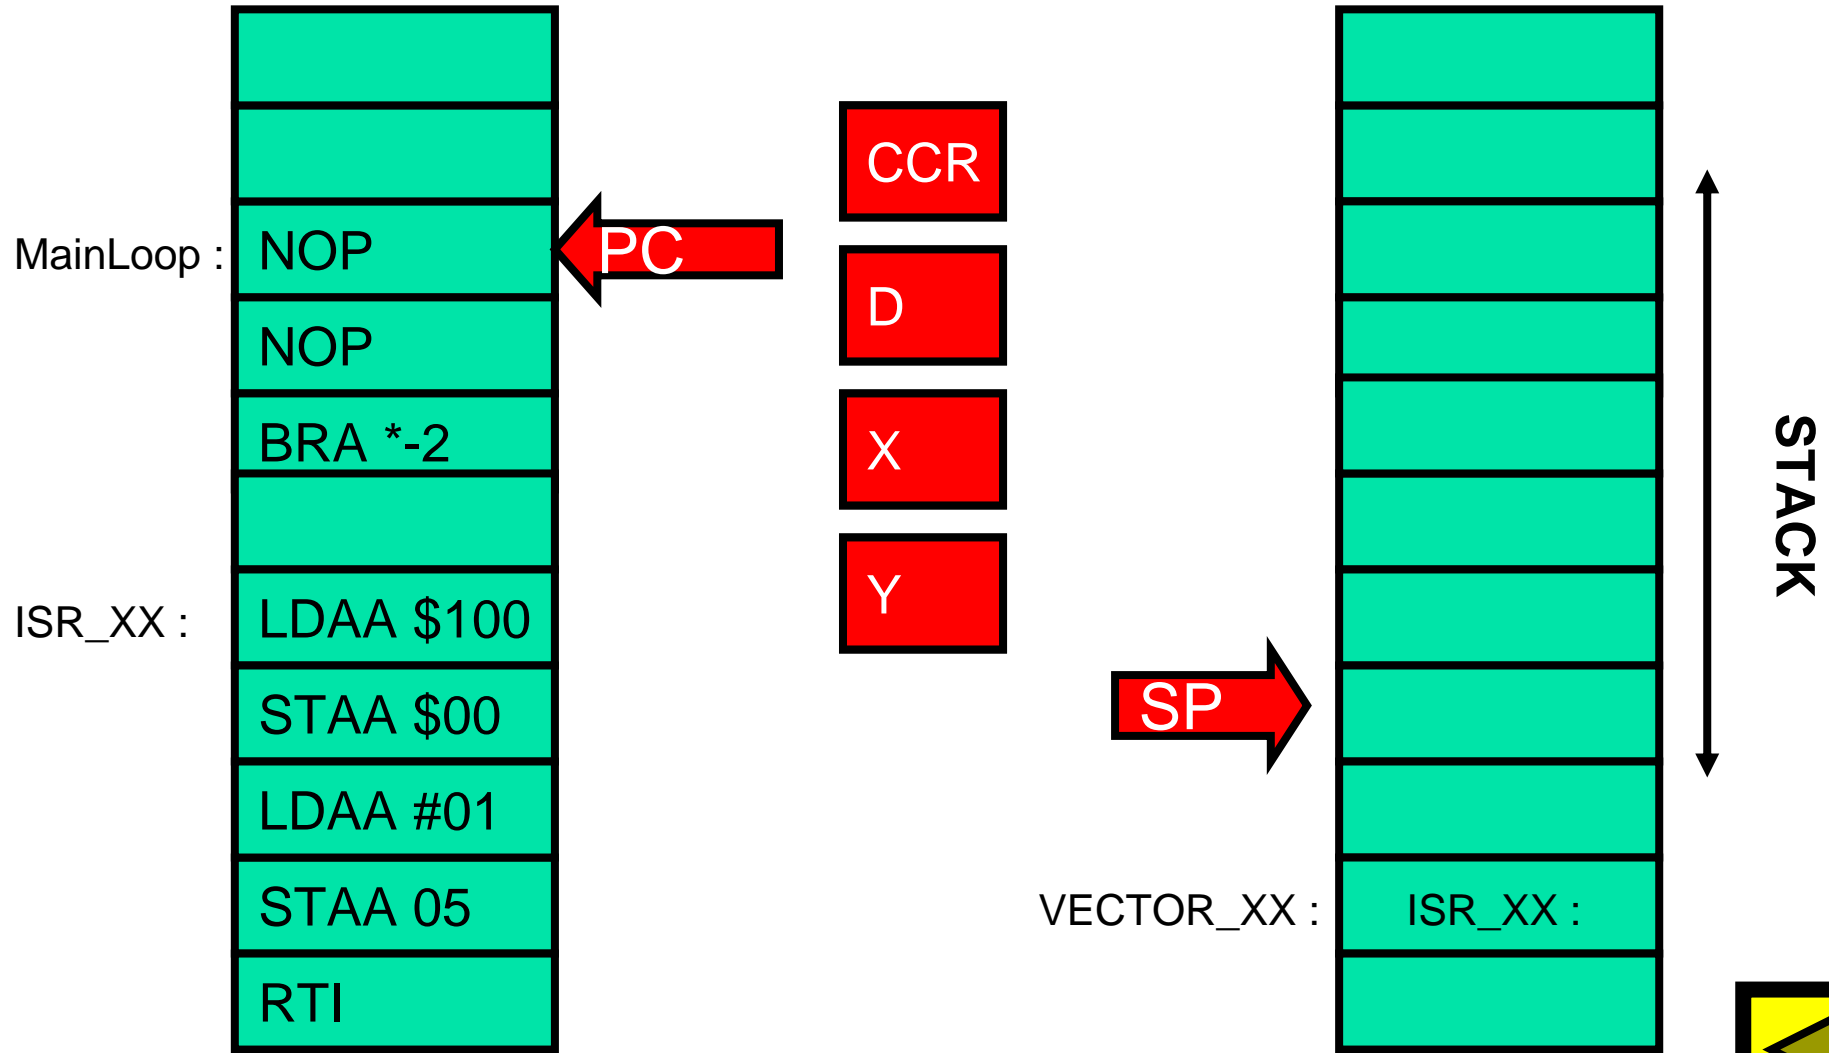 MainLoop :
NOP
PC
NOP
BRA *-2
ISR_XX :
LDAA $100
STAA $00
LDAA #01
STAA 05
RTI
CCR
D
X
Y
SP
VECTOR_XX :
ISR_XX :
STACK